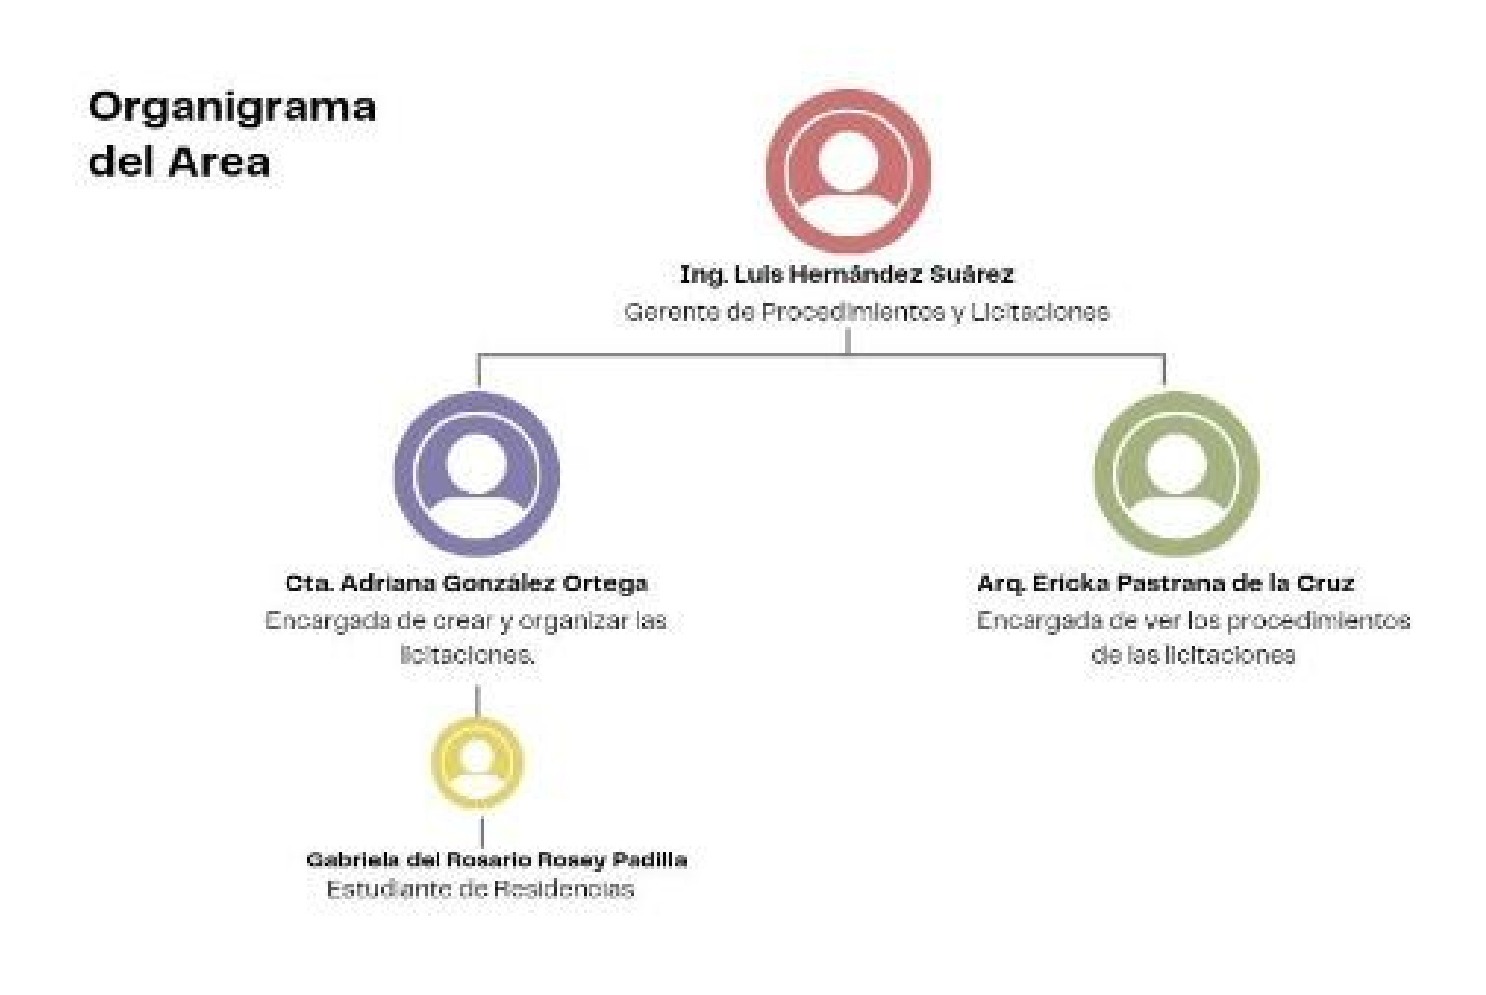 Organigrama
del Area
Ing. Luis Hernández Suárez
Gerente de Procedimientos y Licitaciones
Cta. Adriana González Ortega
Encargada de crear y organizar las
licitaciones.
Arq. Ericka Pastrana de la Cruz
Encargada de ver los procedimientos
de las licitaciones
Gabriela del Rosario Rosey Padilla
Estudiante de Residencias